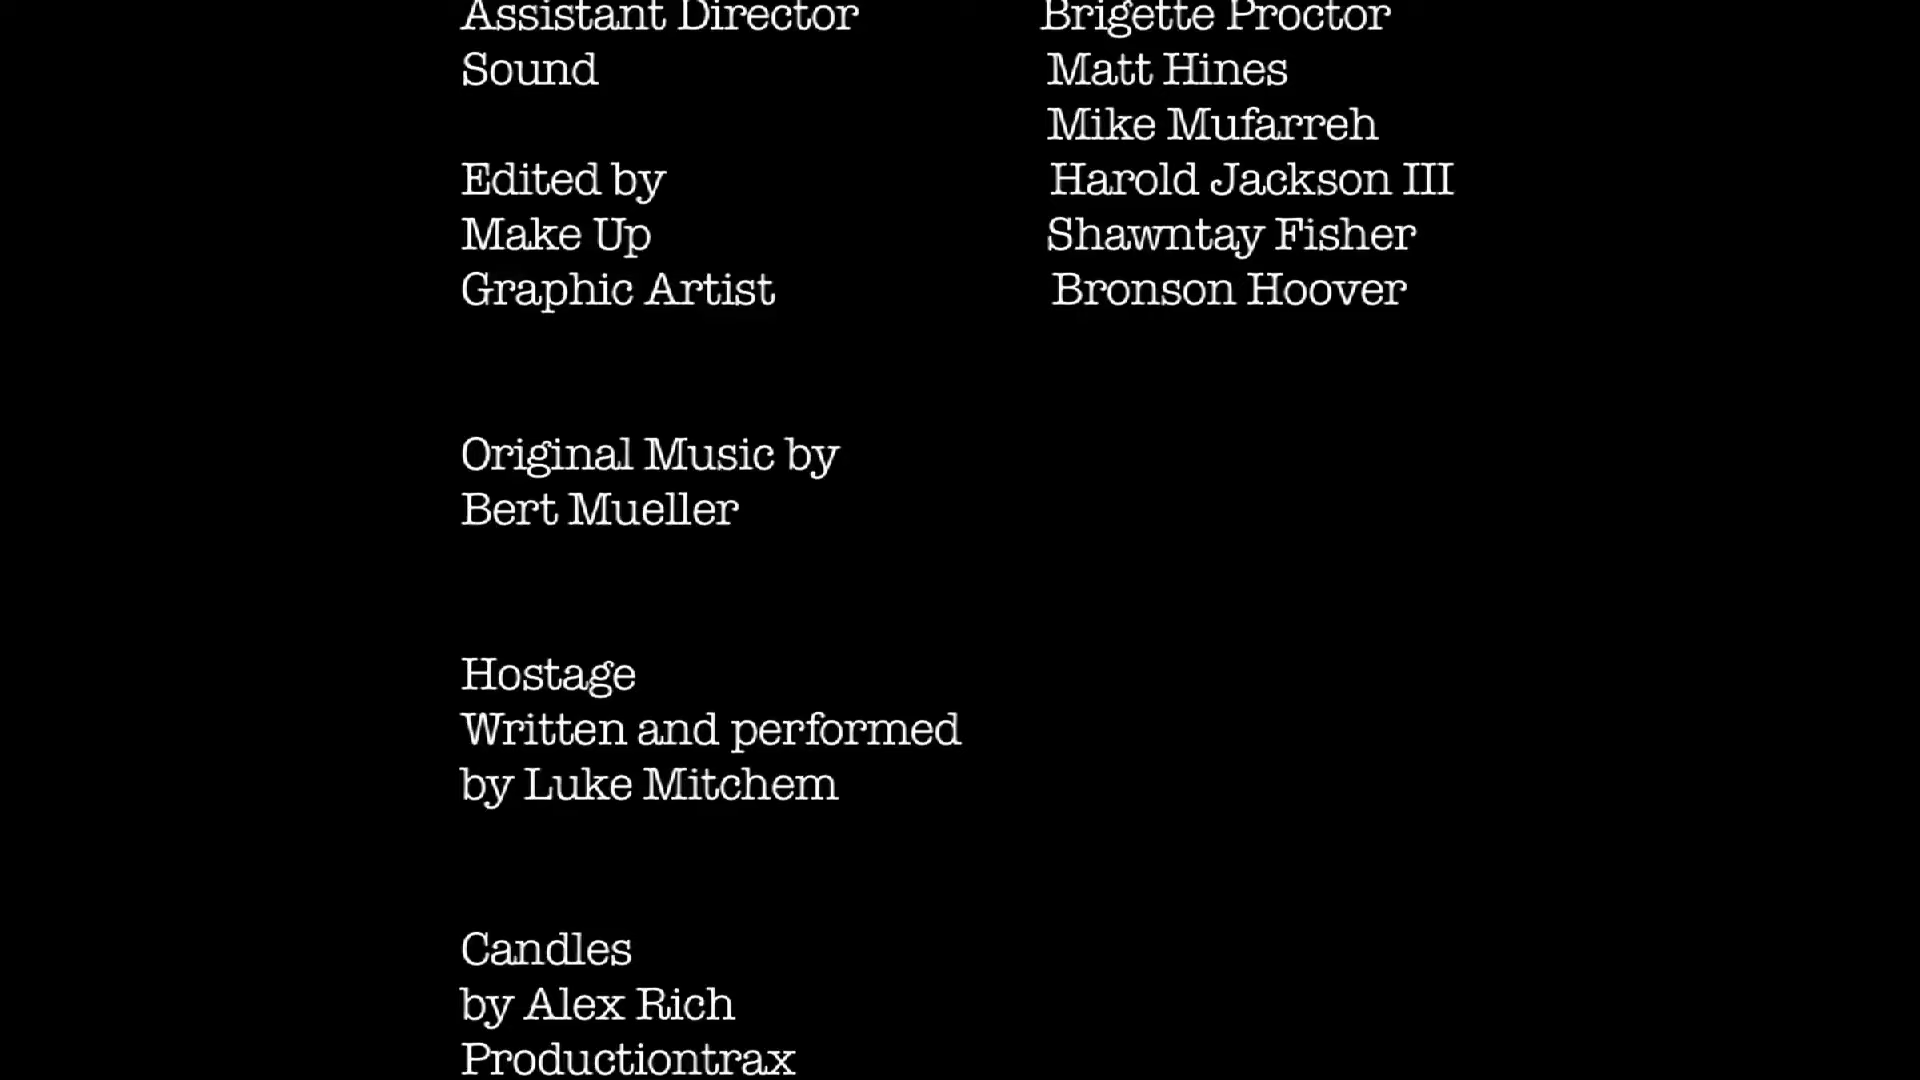 Assistant Director Brigette Proctor
Sound Matt Hines
Mike Mufarreh
Edited by Harold Jackson III
Make Up Shawntay Fisher
Graphic Artist Bronson Hoover
Original Music by
Bert Mueller
Hostage
Written and performed
by Luke Mitchem
Candles
by Alex Rich
Productiontrax